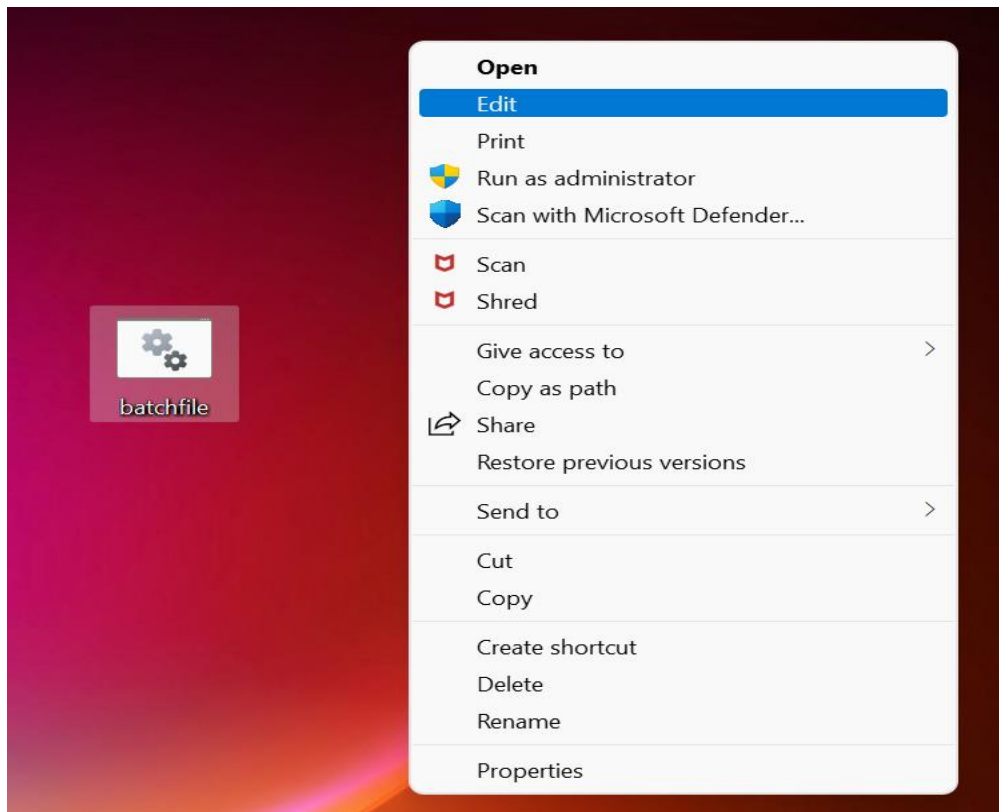 batchfile
Open
Edit
Print
Run as administrator
Scan with Microsoft Defender...
Scan
Shred
Give access to
Copy as path
Share
Restore previous versions
Send to
Cut
Copy
Create shortcut
Delete
Rename
Properties